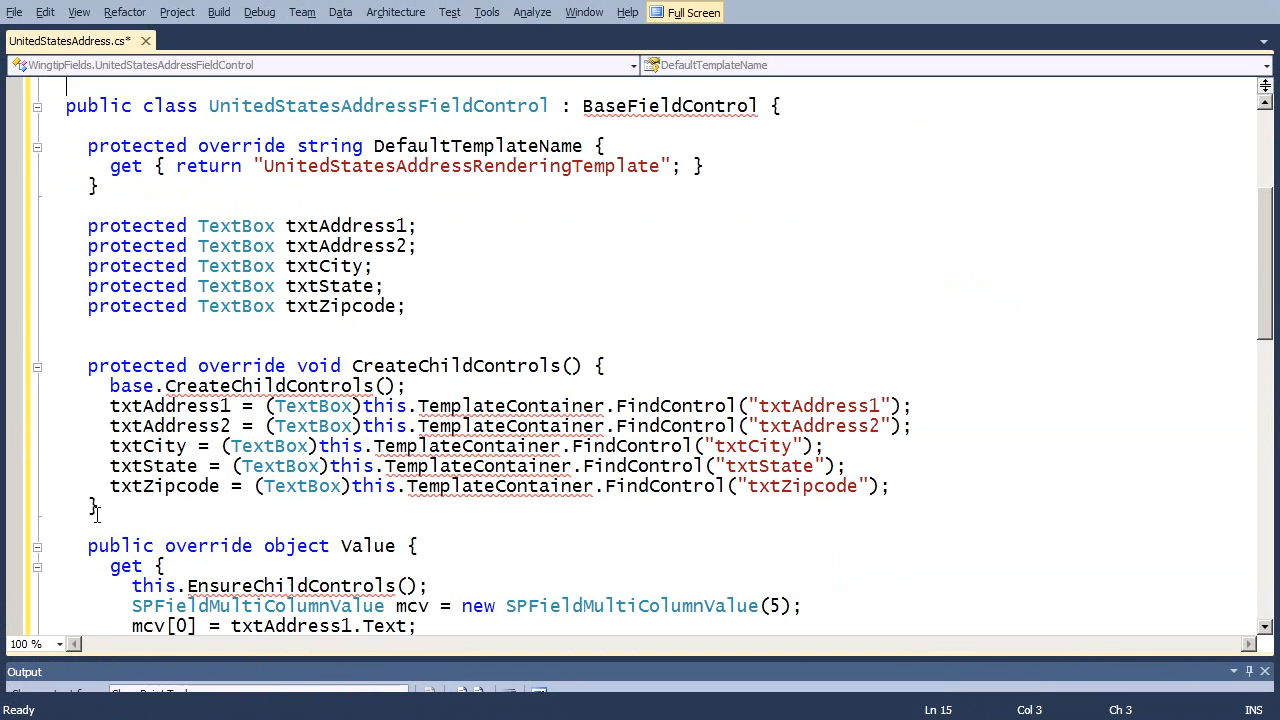 File Edit View Refactor Project Build Debug Team Data Architecture Test Tools Analyze Window Help Full Screen
UnitedStatesAddress.cs*
WingtipFields.UnitedStatesAddressFieldControl DefaultTemplateName
public class UnitedStatesAddressFieldControl : BaseFieldControl {
protected override string DefaultTemplateName {
get { return "UnitedStatesAddressRenderingTemplate"; }
}
protected TextBox txtAddress1;
protected TextBox txtAddress2;
protected TextBox txtCity;
protected TextBox txtState;
protected TextBox txtZipcode;
protected override void CreateChildControls() {
base.CreateChildControls();
txtAddress1 = (TextBox)this.TemplateContainer.FindControl("txtAddress1");
txtAddress2 = (TextBox)this.TemplateContainer.FindControl("txtAddress2");
txtCity = (TextBox)this.TemplateContainer.FindControl("txtCity");
txtState = (TextBox)this.TemplateContainer.FindControl("txtState");
txtZipcode = (TextBox)this.TemplateContainer.FindControl("txtZipcode");
}
public override object Value {
get {
this.EnsureChildControls();
SPFieldMultiColumnValue mcv = new SPFieldMultiColumnValue(5);
mcv[0] = txtAddress1.Text;
100 %
Output
Ready Ln 15 Col 3 Ch 3 INS